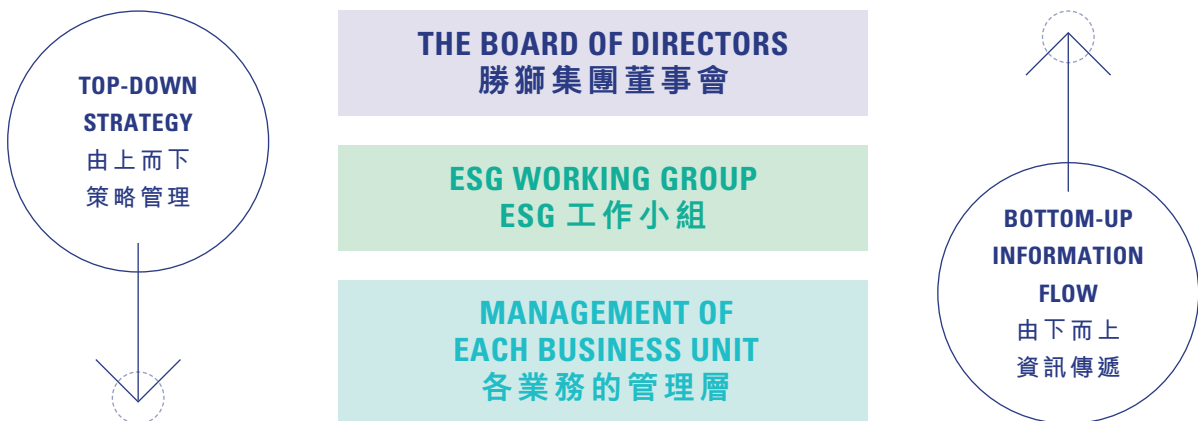 TOP-DOWN
STRATEGY
由上而下
策略管理
THE BOARD OF DIRECTORS
勝獅集團董事會
ESG WORKING GROUP
ESG 工作小組
MANAGEMENT OF
EACH BUSINESS UNIT
各業務的管理層
BOTTOM-UP
INFORMATION
FLOW
由下而上
資訊傳遞